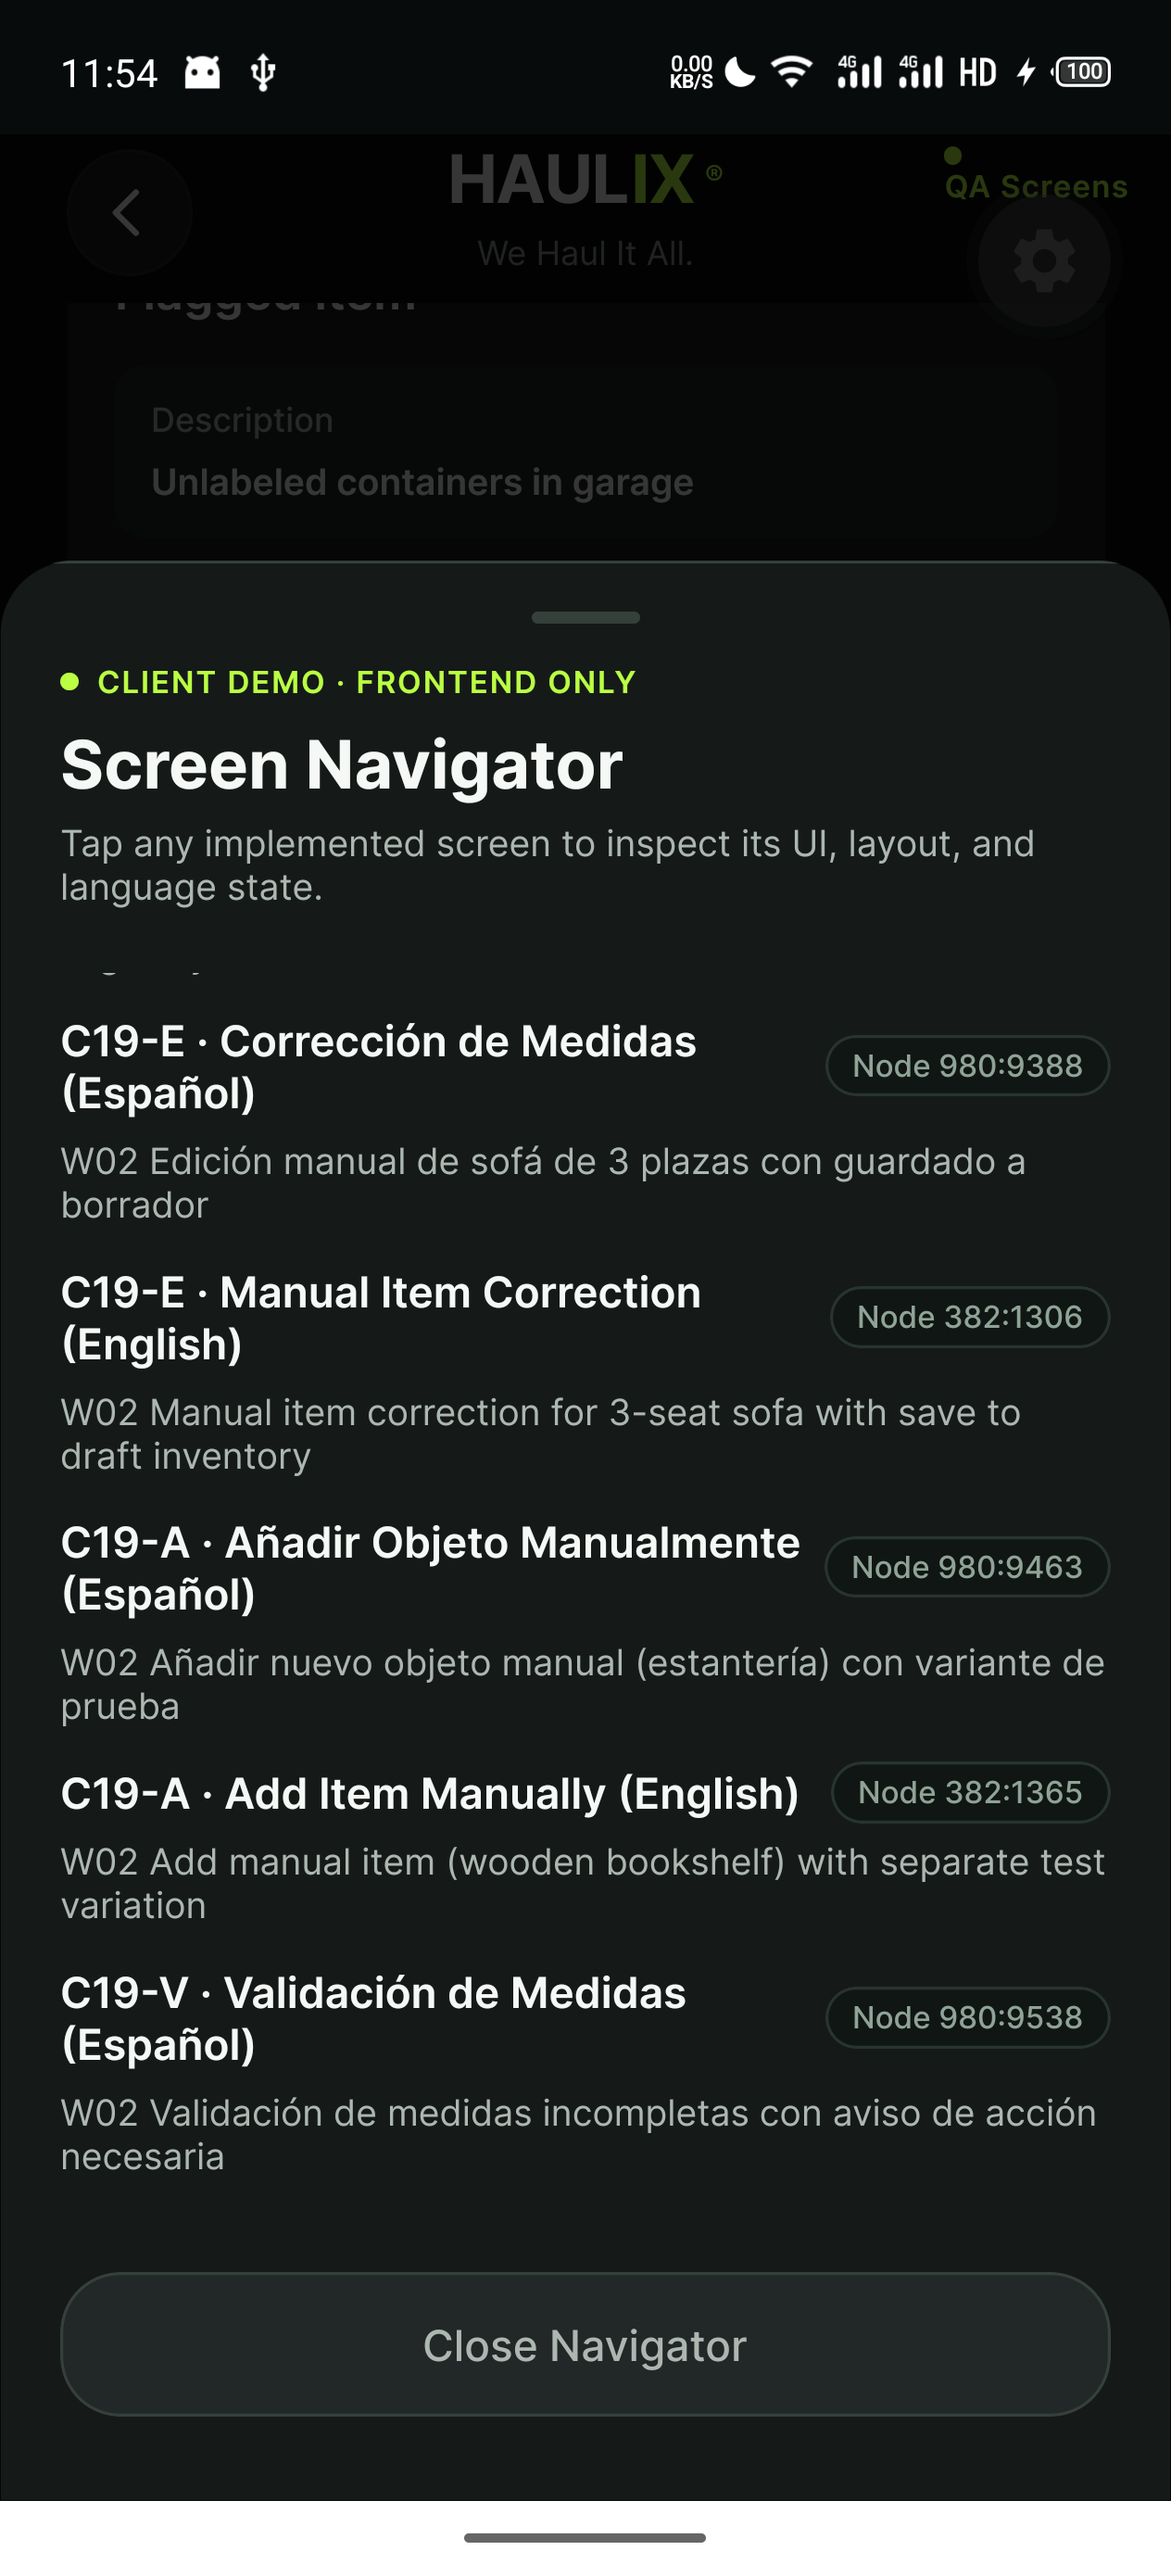 11:54
0.00
KB/S
4G
4G
HD
100
HAULIX®
QA Screens
We Haul It All.
Flagged Item
Description
Unlabeled containers in garage
CLIENT DEMO · FRONTEND ONLY
Screen Navigator
Tap any implemented screen to inspect its UI, layout, and
language state.
C19-E · Corrección de Medidas
(Español)
Node 980:9388
W02 Edición manual de sofá de 3 plazas con guardado a
borrador
C19-E · Manual Item Correction
(English)
Node 382:1306
W02 Manual item correction for 3-seat sofa with save to
draft inventory
C19-A · Añadir Objeto Manualmente
(Español)
Node 980:9463
W02 Añadir nuevo objeto manual (estantería) con variante de
prueba
C19-A · Add Item Manually (English)
Node 382:1365
W02 Add manual item (wooden bookshelf) with separate test
variation
C19-V · Validación de Medidas
(Español)
Node 980:9538
W02 Validación de medidas incompletas con aviso de acción
necesaria
Close Navigator